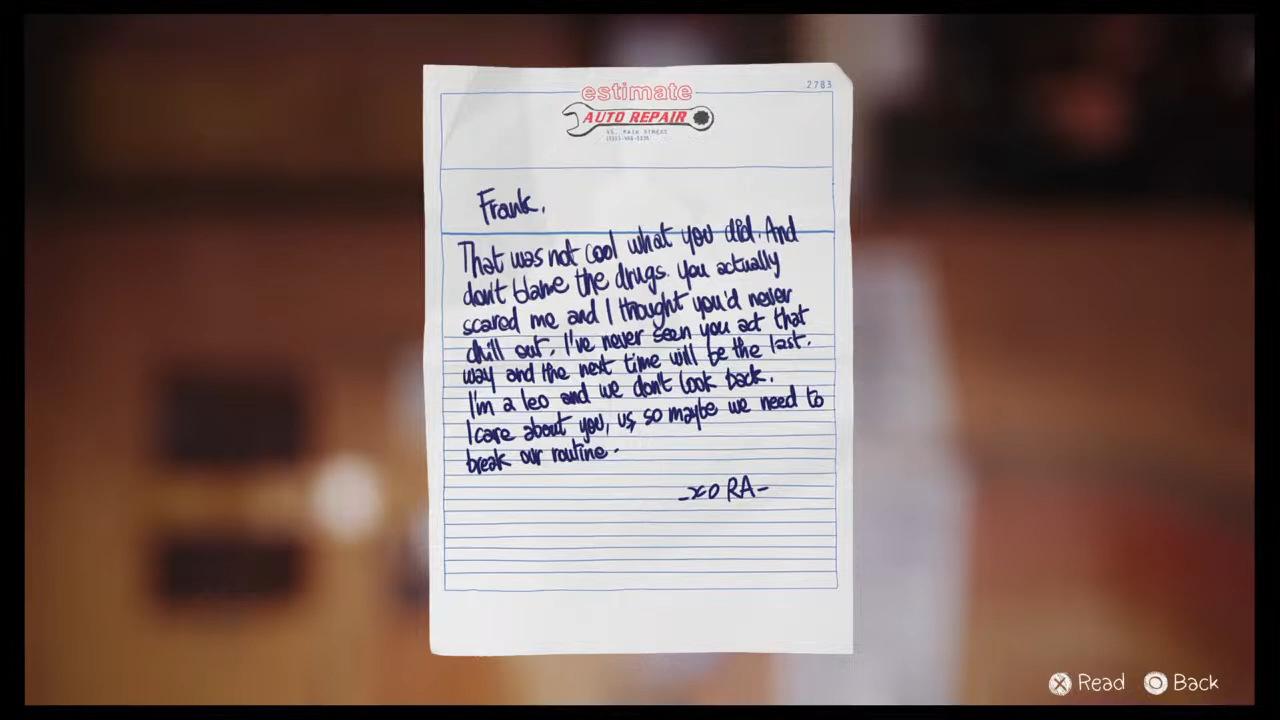 2783
estimate
AUTO REPAIR
Frank,
That was not cool what you did. And
don't blame the drugs. You actually
scared me and I thought you'd never
chill out. I've never seen you act that
way and the next time will be the last.
I'm a leo and we don't look back.
I care about you, us, so maybe we need to
break our routine.
-xo RA-
Read
Back